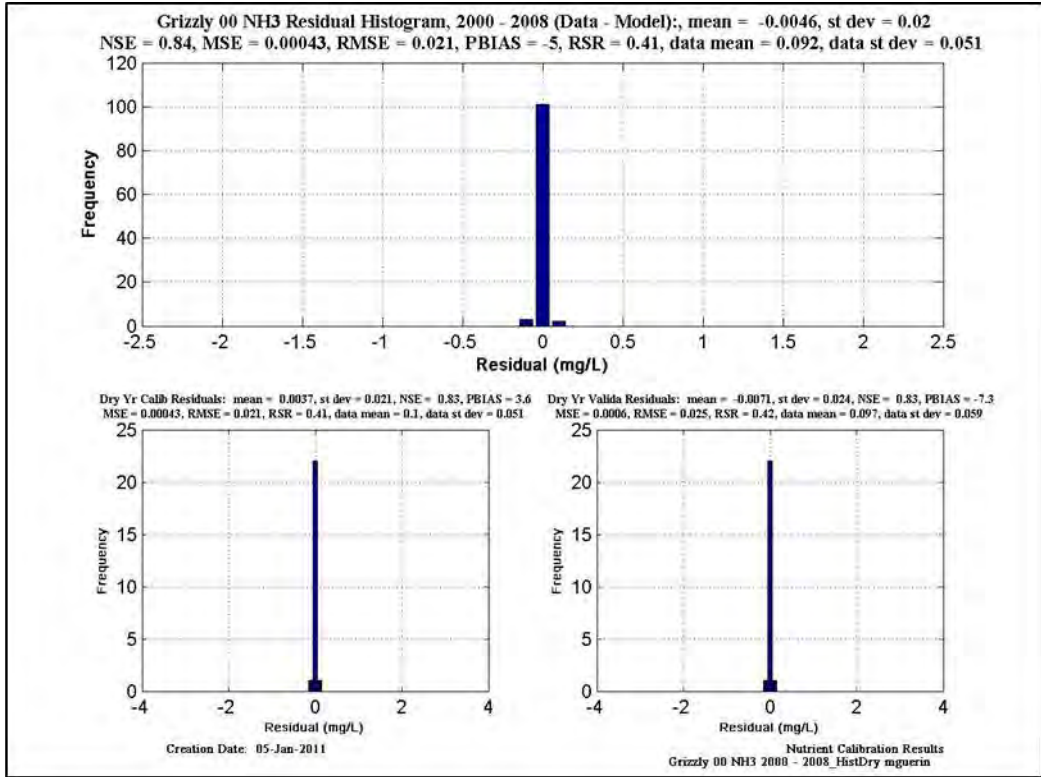 Grizzly 00 NH3 Residual Histogram, 2000 - 2008 (Data - Model):, mean = -0.0046, st dev = 0.02
NSE = 0.84, MSE = 0.00043, RMSE = 0.021, PBIAS = -5, RSR = 0.41, data mean = 0.092, data st dev = 0.051
120
100
80
60
40
20
0
Frequency
-2.5 -2 -1.5 -1 -0.5 0 0.5 1 1.5 2 2.5
Residual (mg/L)
Dry Yr Calib Residuals: mean = 0.0037, st dev = 0.021, NSE = 0.83, PBIAS = 3.6
MSE = 0.00043, RMSE = 0.021, RSR = 0.41, data mean = 0.1, data st dev = 0.051
25
20
15
10
5
0
Frequency
-4 -2 0 2 4
Residual (mg/L)
Dry Yr Valida Residuals: mean = -0.0071, st dev = 0.024, NSE = 0.83, PBIAS = -7.3
MSE = 0.0006, RMSE = 0.025, RSR = 0.42, data mean = 0.097, data st dev = 0.059
25
20
15
10
5
0
Frequency
-4 -2 0 2 4
Residual (mg/L)
Creation Date: 05-Jan-2011
Nutrient Calibration Results
Grizzly 00 NH3 2000 - 2008_HistDry mguerin